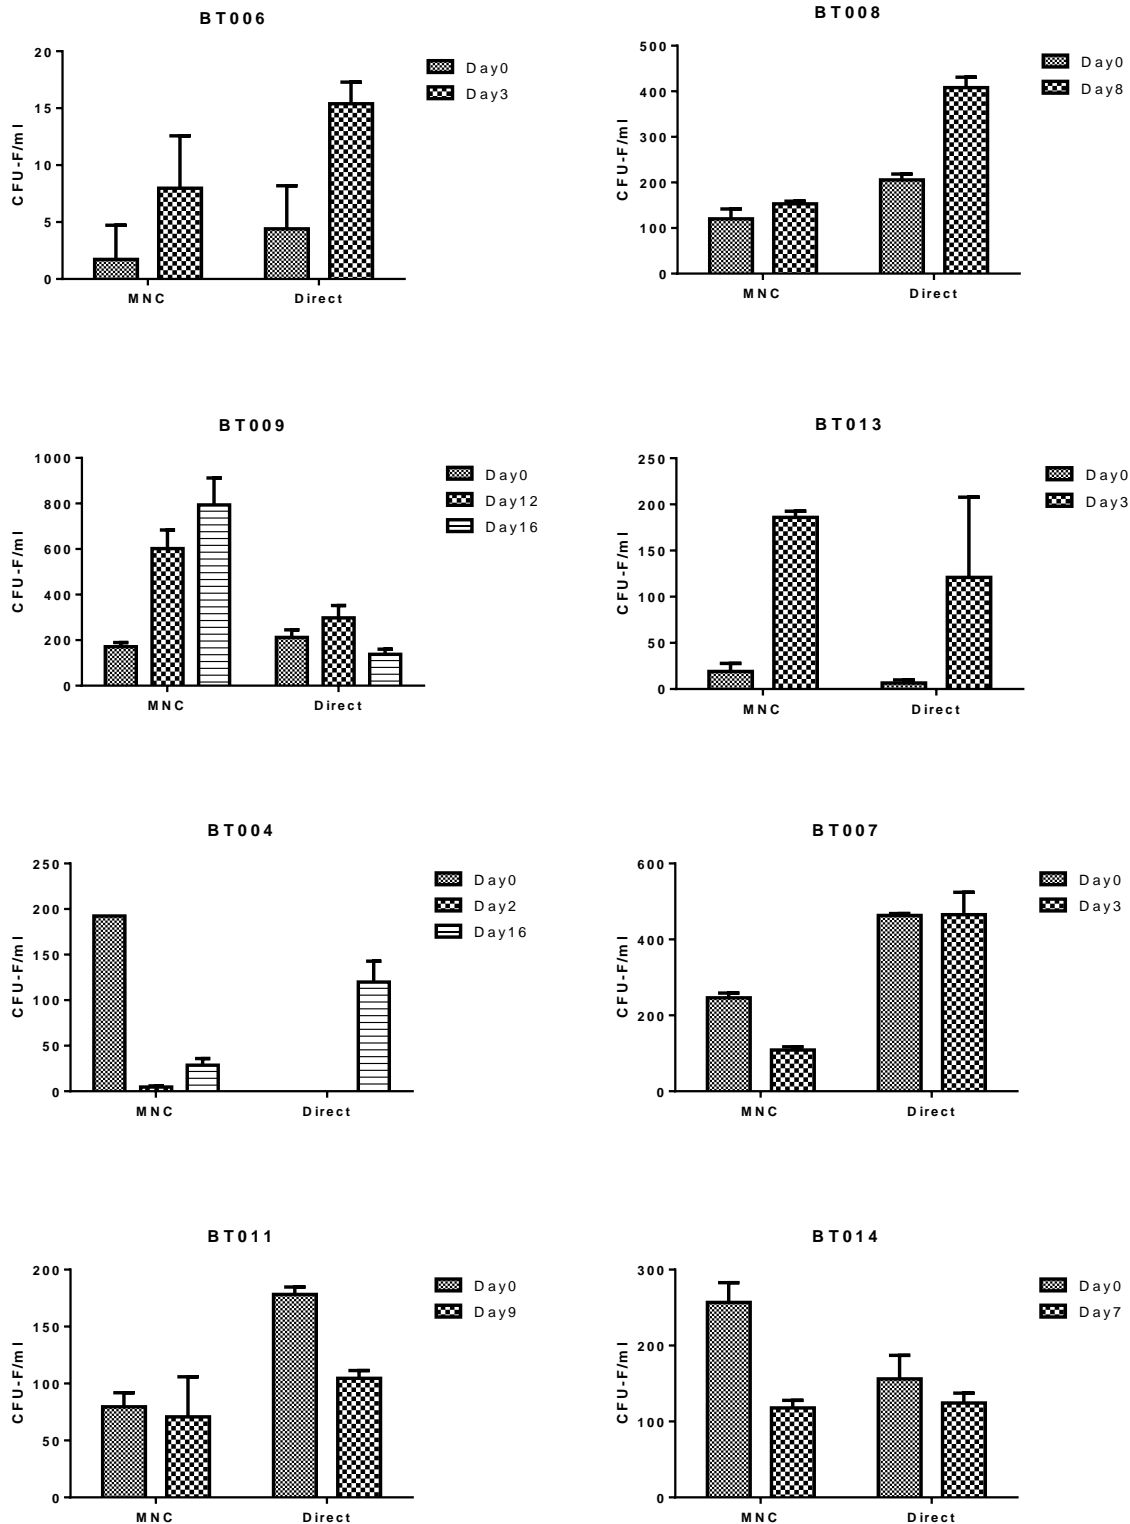 BT006
20
15
10
5
0
CFU-F/ml
MNC
Direct
Day0
Day3
BT008
500
400
300
200
100
0
CFU-F/ml
MNC
Direct
Day0
Day8
BT009
1000
800
600
400
200
0
CFU-F/ml
MNC
Direct
Day0
Day12
Day16
BT013
250
200
150
100
50
0
CFU-F/ml
MNC
Direct
Day0
Day3
BT004
250
200
150
100
50
0
CFU-F/ml
MNC
Direct
Day0
Day2
Day16
BT007
600
400
200
0
CFU-F/ml
MNC
Direct
Day0
Day3
BT011
200
150
100
50
0
CFU-F/ml
MNC
Direct
Day0
Day9
BT014
300
200
100
0
CFU-F/ml
MNC
Direct
Day0
Day7